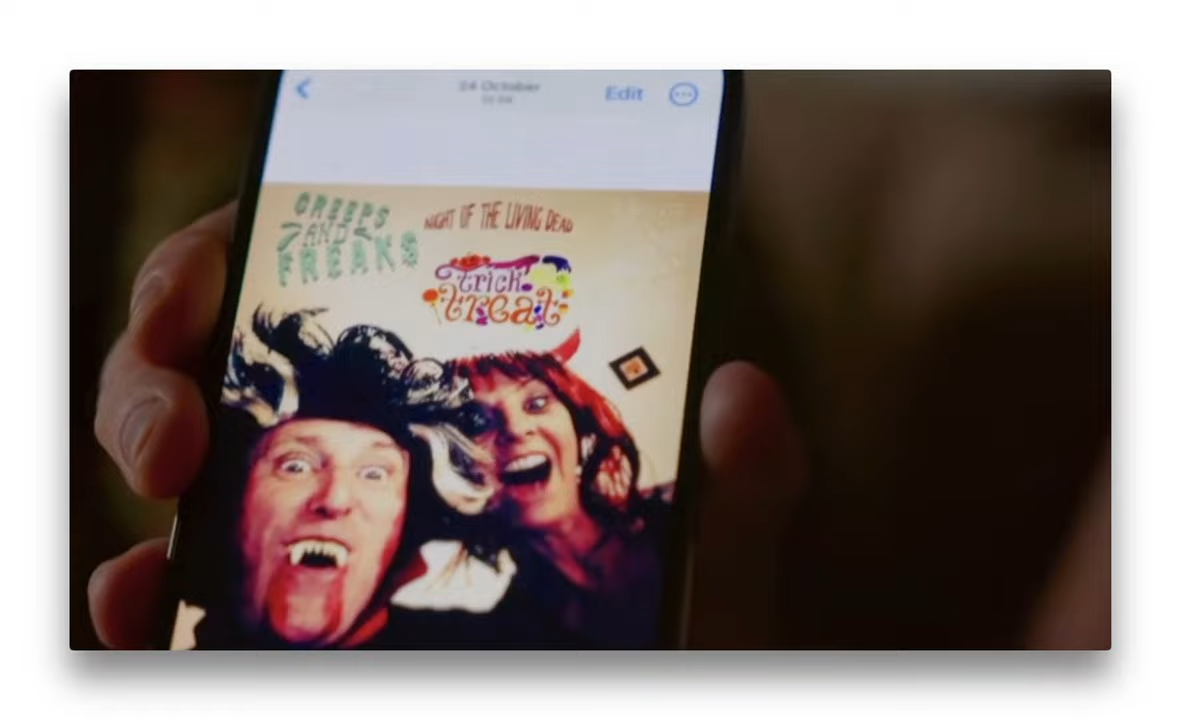 24 October
Edit
CREEPS
AND
FREAKS
NIGHT OF THE LIVING DEAD
trick
treat